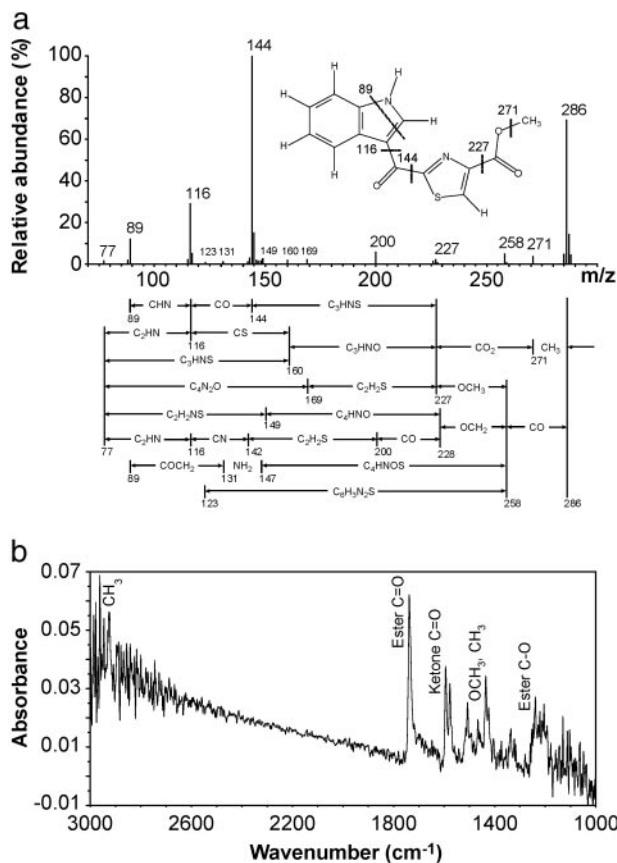 a
Relative abundance (%)
100
80
60
40
20
0
144
286
116
89
77
123 131
149 160 169
200
227
258
271
100
150
200
250
m/z
H
H
N
H
H
H
H
O
N
S
H
O
O
CH₃
89
116
144
227
271
CHN CO C₃HNS
89 144
C₂HN 116 CS
C₃HNS C₃HNO CO₂ CH₃
160 271
C₄N₂O C₂H₂S OCH₃
169 227
C₂H₂NS C₄HNO
149 OCH₂ CO
C₂HN CN C₂H₂S CO
77 116 142 200 228
COCH₂ NH₂ C₄HNOS
89 131 147
C₈H₃N₂S
123 258 286
b
Absorbance
0.07
0.05
0.03
0.01
-0.01
CH₃
Ester C=O
Ketone C=O
OCH₃, CH₃
Ester C-O
3000 2600 2200 1800 1400 1000
Wavenumber (cm⁻¹)